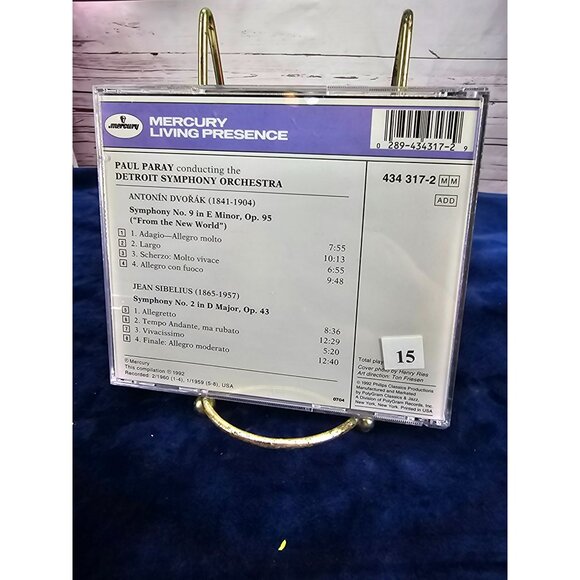 Mercury
MERCURY
LIVING PRESENCE
0 289-434317-2 9
PAUL PARAY conducting the
DETROIT SYMPHONY ORCHESTRA
434 317-2 MM
ADD
ANTONÍN DVOŘÁK (1841-1904)
Symphony No. 9 in E Minor, Op. 95
("From the New World")
1 1. Adagio—Allegro molto 7:55
2 2. Largo 10:13
3 3. Scherzo: Molto vivace 6:55
4 4. Allegro con fuoco 9:48
JEAN SIBELIUS (1865-1957)
Symphony No. 2 in D Major, Op. 43
5 1. Allegretto 8:36
6 2. Tempo Andante, ma rubato 12:29
7 3. Vivacissimo 5:20
8 4. Finale: Allegro moderato 12:40
℗ Mercury
This compilation ℗ 1992
Recorded: 2/1960 (1-4), 1/1959 (5-8), USA
0704
Total play
15
Cover photo by Henry Ries
Art direction: Ton Friesen
© 1992 Philips Classics Productions
Manufactured and Marketed
by PolyGram Classics & Jazz,
A Division of PolyGram Records, Inc.
New York, New York. Printed in USA